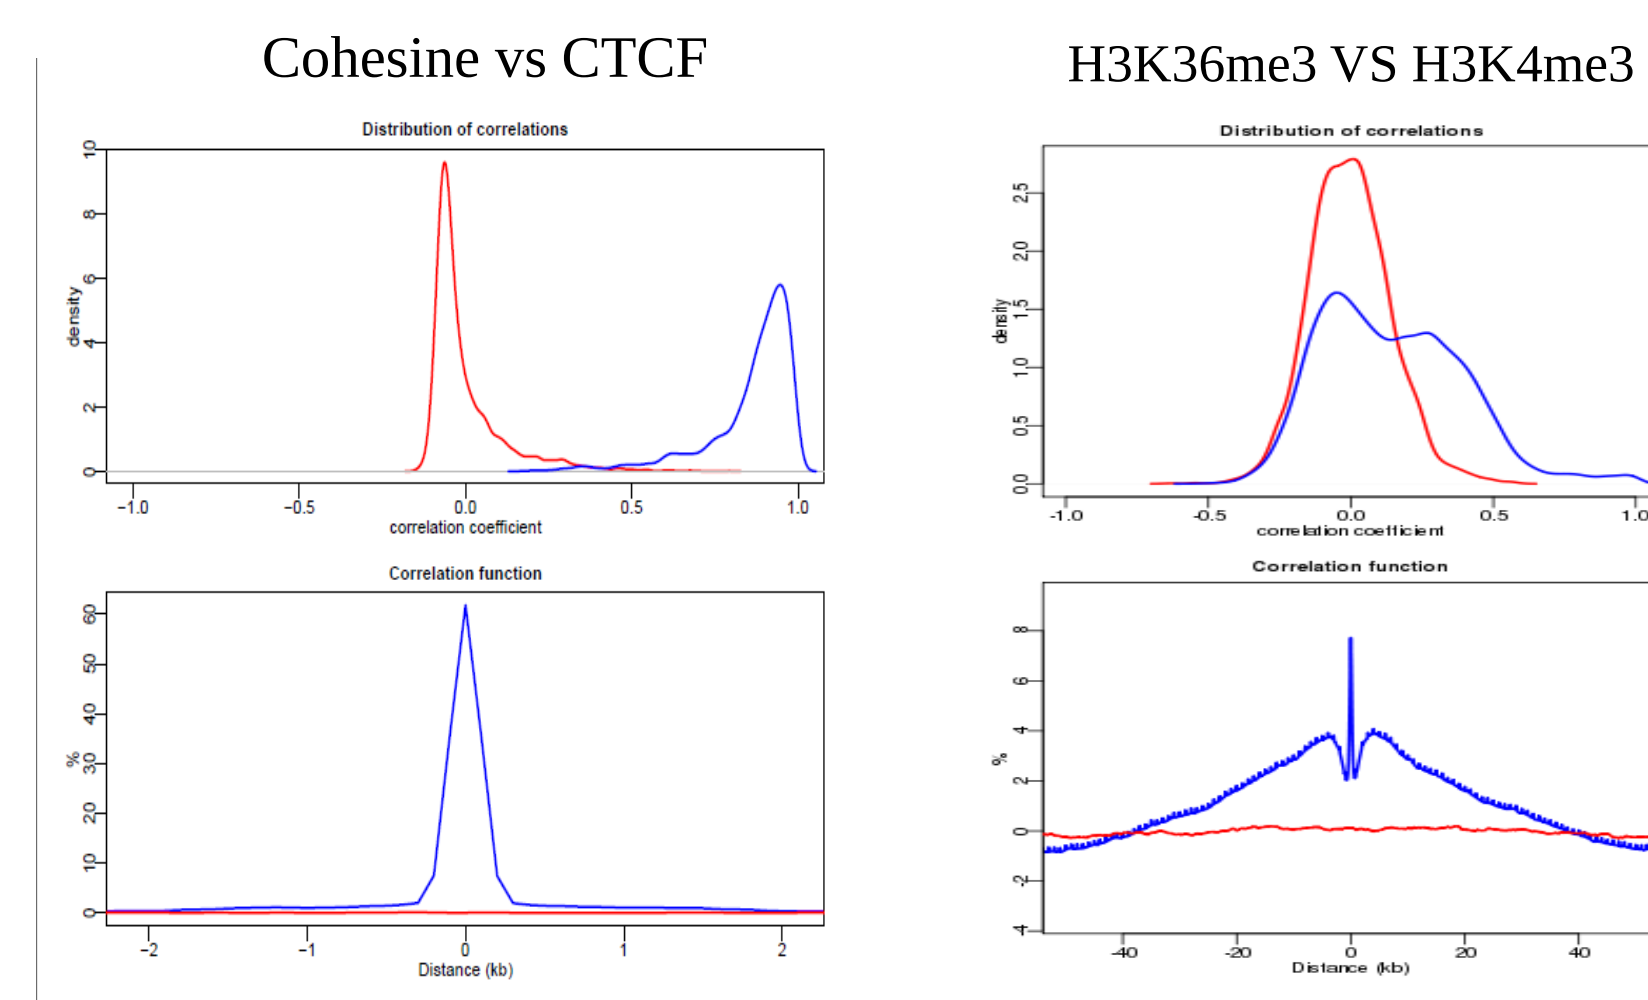 Cohesine vs CTCF
Distribution of correlations
density
0 2 4 6 8 10
−1.0 −0.5 0.0 0.5 1.0
correlation coefficient
Correlation function
%
0 10 20 30 40 50 60
−2 −1 0 1 2
Distance (kb)
H3K36me3 VS H3K4me3
Distribution of correlations
density
0.0 0.5 1.0 1.5 2.0 2.5
-1.0 -0.5 0.0 0.5 1.0
correlation coefficient
Correlation function
%
-4 -2 0 2 4 6 8
-40 -20 0 20 40
Distance (kb)